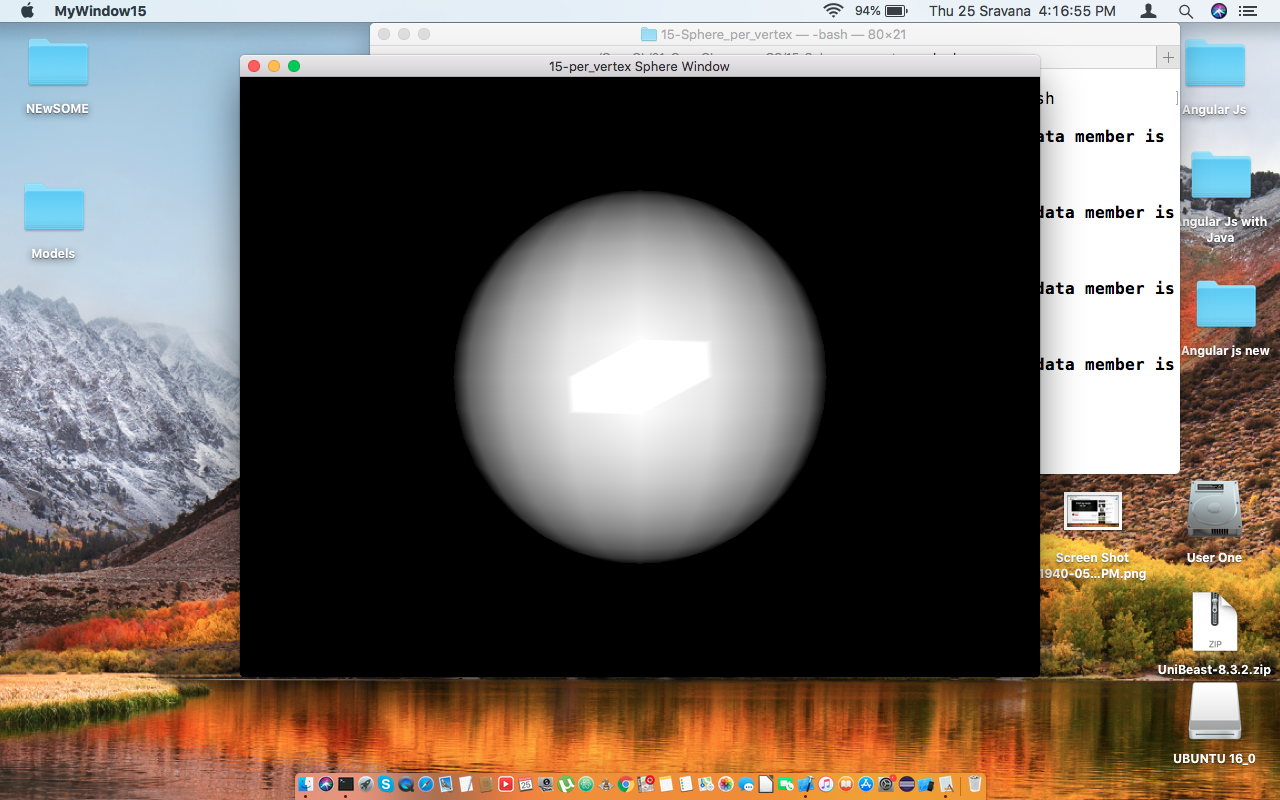 MyWindow15
94%
Thu 25 Sravana 4:16:55 PM
15-Sphere_per_vertex — -bash — 80×21
15-per_vertex Sphere Window
sh
ata member is
data member is
data member is
data member is
NEwSOME
Models
Angular Js
ngular Js with
Java
Angular js new
Screen Shot
1940-05...PM.png
User One
ZIP
UniBeast-8.3.2.zip
UBUNTU 16_0
25